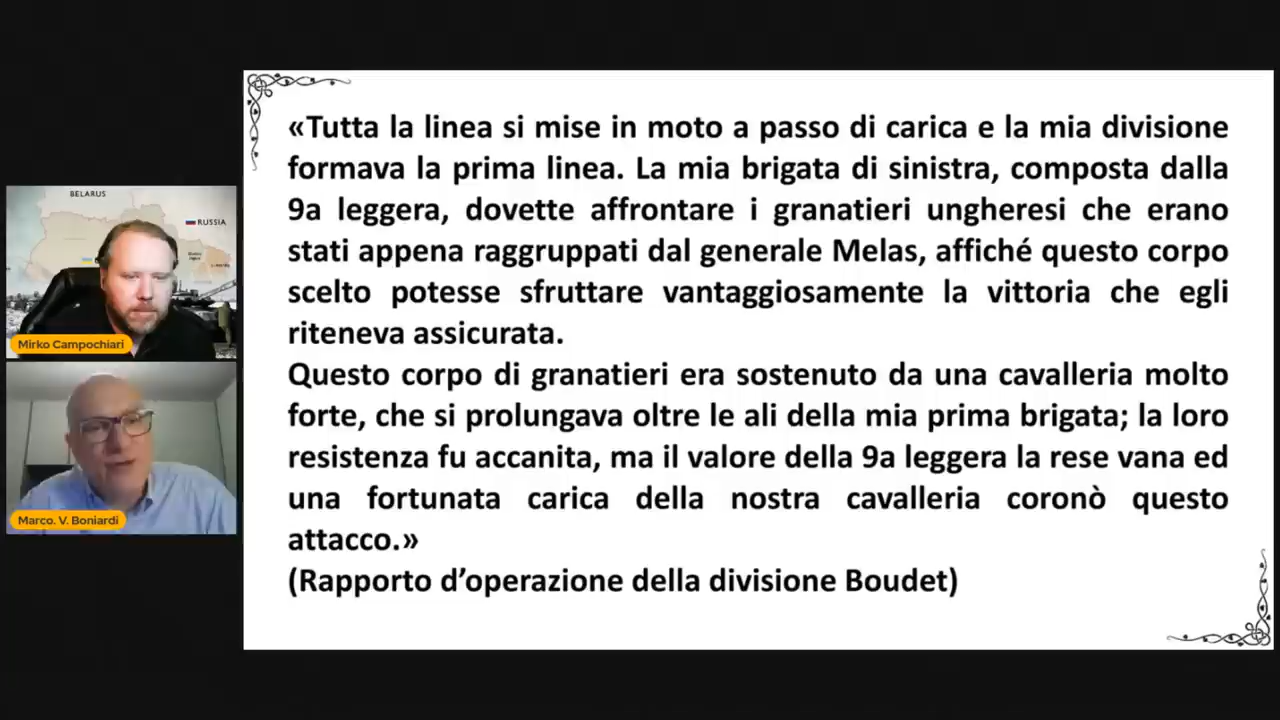 «Tutta la linea si mise in moto a passo di carica e la mia divisione
formava la prima linea. La mia brigata di sinistra, composta dalla
9a leggera, dovette affrontare i granatieri ungheresi che erano
stati appena raggruppati dal generale Melas, affiché questo corpo
scelto potesse sfruttare vantaggiosamente la vittoria che egli
riteneva assicurata.
Questo corpo di granatieri era sostenuto da una cavalleria molto
forte, che si prolungava oltre le ali della mia prima brigata; la loro
resistenza fu accanita, ma il valore della 9a leggera la rese vana ed
una fortunata carica della nostra cavalleria coronò questo
attacco.»
(Rapporto d’operazione della divisione Boudet)
BELARUS
RUSSIA
Mirko Campochiari
Marco. V. Boniardi